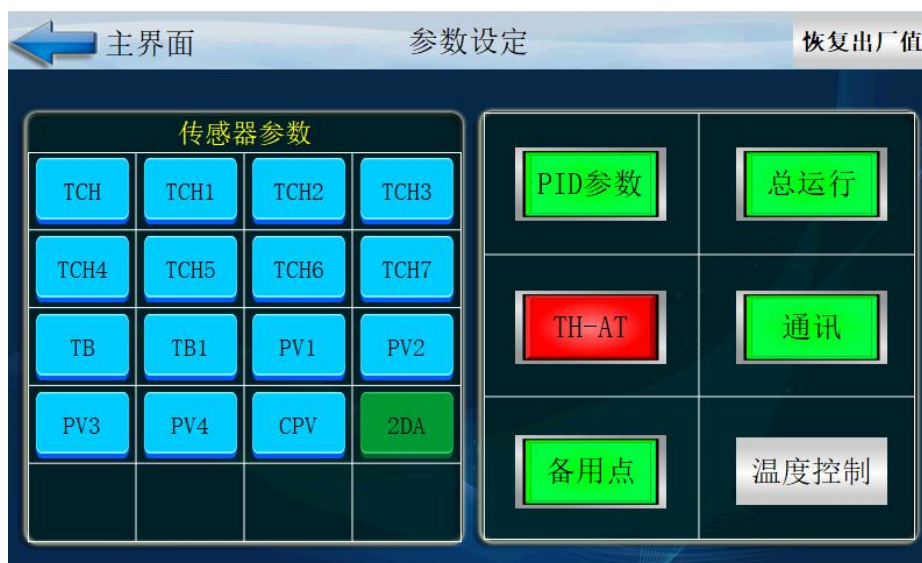 主界面 参数设定 恢复出厂值
传感器参数
TCH TCH1 TCH2 TCH3
TCH4 TCH5 TCH6 TCH7
TB TB1 PV1 PV2
PV3 PV4 CPV 2DA
PID参数 总运行
TH-AT 通讯
备用点 温度控制